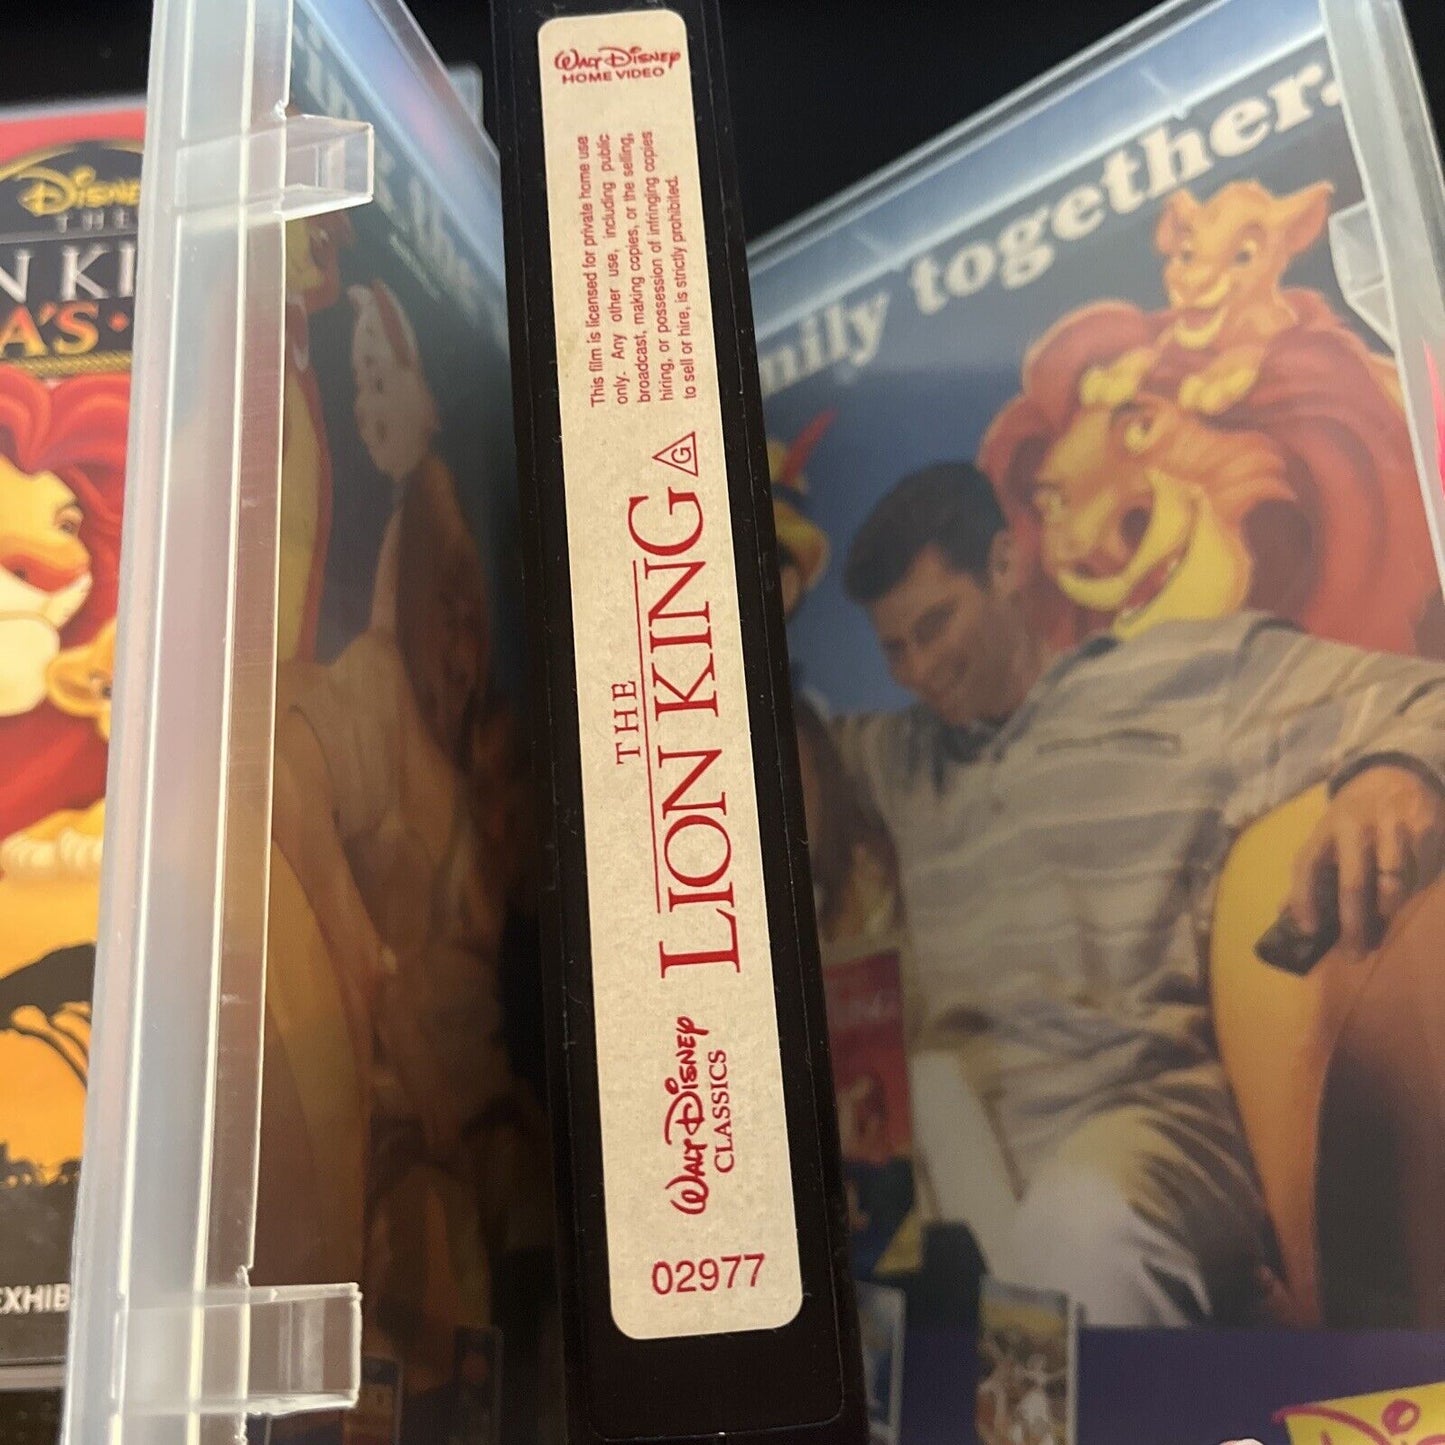 WALT DISNEY
HOME VIDEO
This film is licensed for private home use
only. Any other use, including public
broadcast, making copies, or the selling,
hiring, or possession of infringing copies
to sell or hire, is strictly prohibited.
G
THE
LION KING
WALT DISNEY
CLASSICS
02977
together.
DISNEY
THE
N KI
A'S
EXHIB